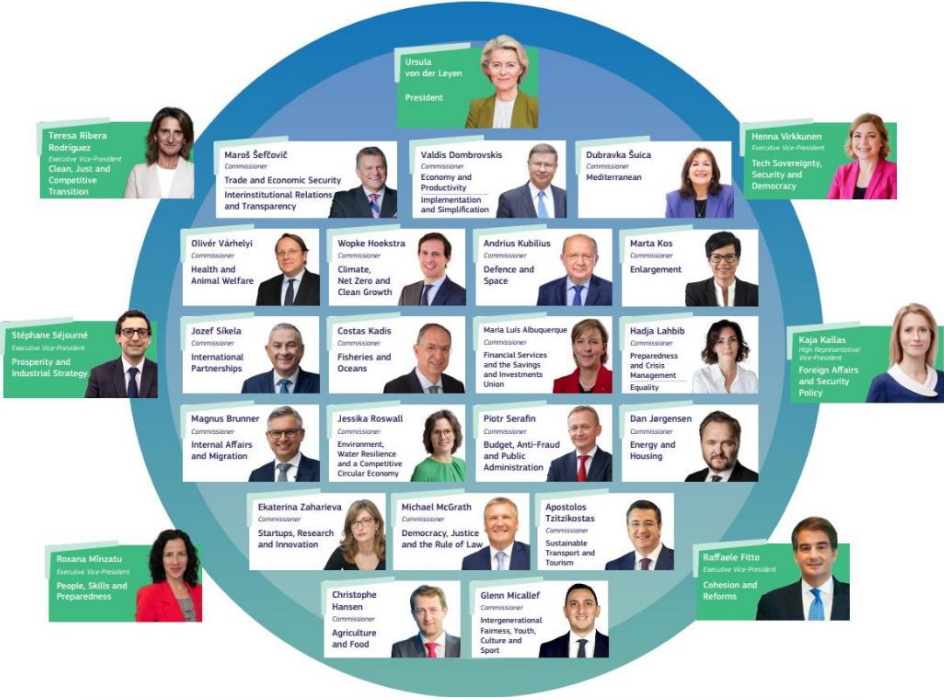 Ursula
von der Leyen
President
Teresa Ribera
Rodríguez
Executive Vice-President
Clean, Just and
Competitive
Transition
Maroš Šefčovič
Commissioner
Trade and Economic Security
Interinstitutional Relations
and Transparency
Valdis Dombrovskis
Commissioner
Economy and
Productivity
Implementation
and Simplification
Dubravka Šuica
Commissioner
Mediterranean
Henna Virkkunen
Executive Vice-President
Tech Sovereignty,
Security and
Democracy
Olivér Várhelyi
Commissioner
Health and
Animal Welfare
Wopke Hoekstra
Commissioner
Climate,
Net Zero and
Clean Growth
Andrius Kubilius
Commissioner
Defence and
Space
Marta Kos
Commissioner
Enlargement
Stéphane Séjourné
Executive Vice-President
Prosperity and
Industrial Strategy
Jozef Síkela
Commissioner
International
Partnerships
Costas Kadis
Commissioner
Fisheries and
Oceans
Maria Luís Albuquerque
Commissioner
Financial Services
and the Savings
and Investments
Union
Hadja Lahbib
Commissioner
Preparedness
and Crisis
Management
Equality
Kaja Kallas
High Representative/
Vice-President
Foreign Affairs
and Security
Policy
Magnus Brunner
Commissioner
Internal Affairs
and Migration
Jessika Roswall
Commissioner
Environment,
Water Resilience
and a Competitive
Circular Economy
Piotr Serafin
Commissioner
Budget, Anti-Fraud
and Public
Administration
Dan Jørgensen
Commissioner
Energy and
Housing
Ekaterina Zaharieva
Commissioner
Startups, Research
and Innovation
Michael McGrath
Commissioner
Democracy, Justice
and the Rule of Law
Apostolos
Tzitzikostas
Commissioner
Sustainable
Transport and
Tourism
Roxana Mînzatu
Executive Vice-President
People, Skills and
Preparedness
Raffaele Fitto
Executive Vice-President
Cohesion and
Reforms
Christophe
Hansen
Commissioner
Agriculture
and Food
Glenn Micallef
Commissioner
Intergenerational
Fairness, Youth,
Culture and
Sport